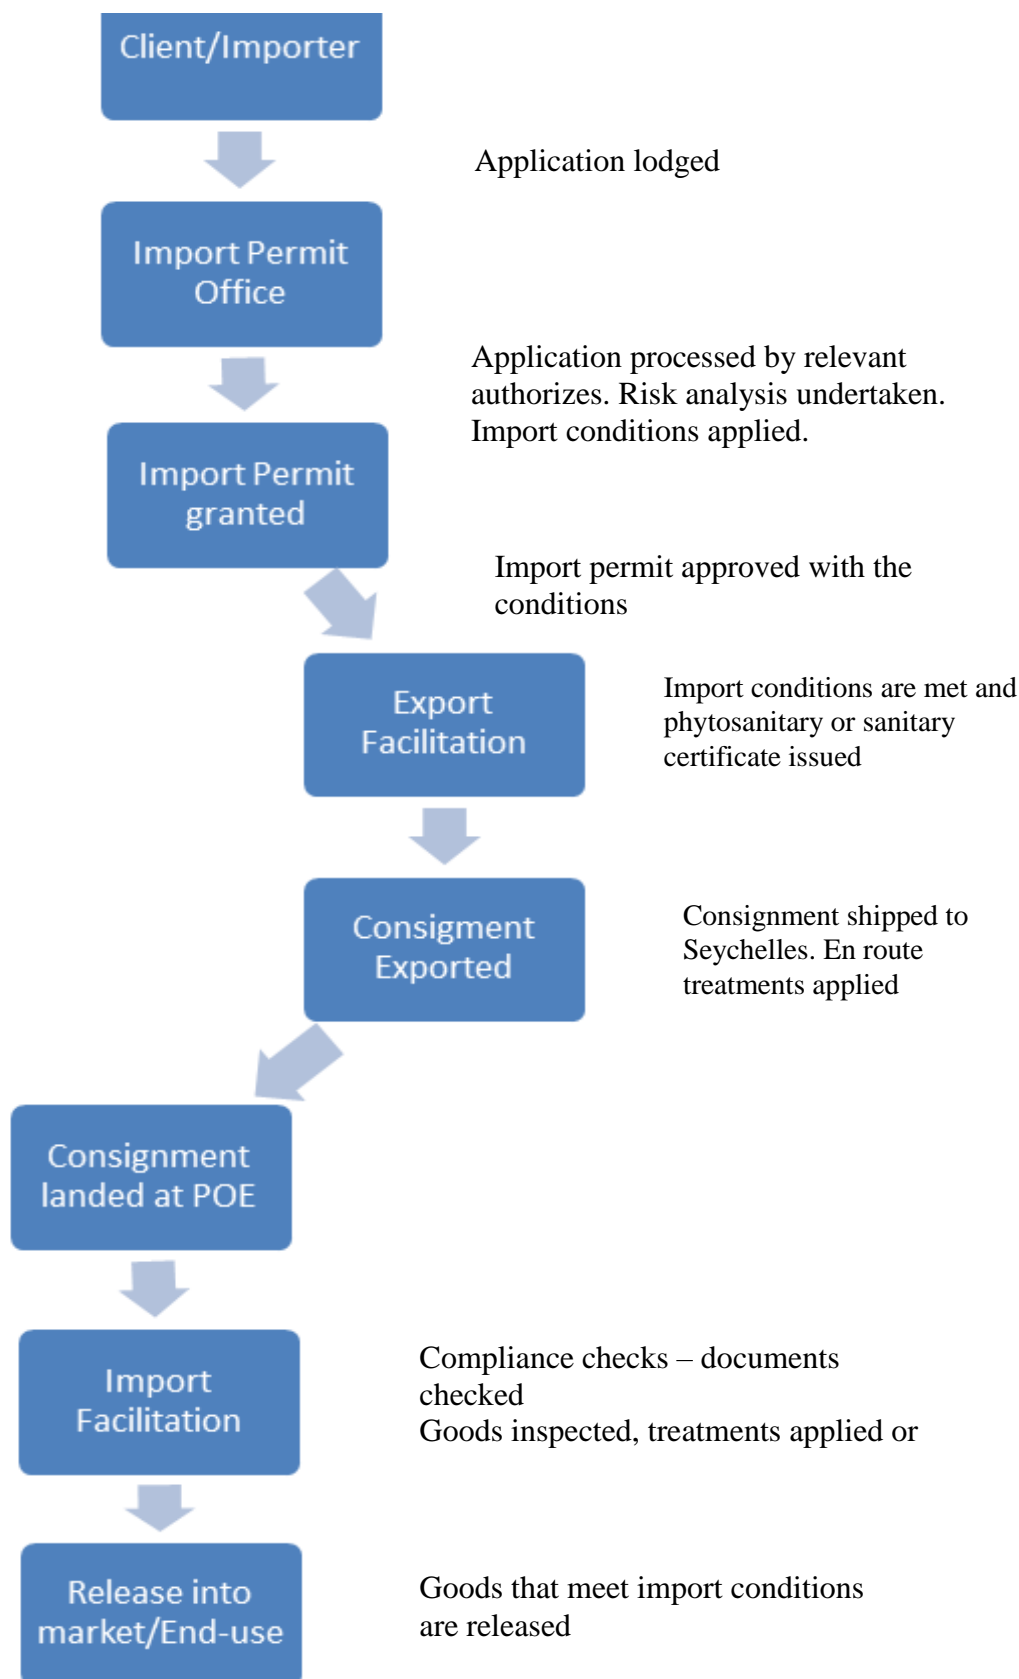 Client/Importer
Application lodged
Import Permit
Office
Application processed by relevant
authorizes. Risk analysis undertaken.
Import conditions applied.
Import Permit
granted
Import permit approved with the
conditions
Export
Facilitation
Import conditions are met and
phytosanitary or sanitary
certificate issued
Consigment
Exported
Consignment shipped to
Seychelles. En route
treatments applied
Consignment
landed at POE
Import
Facilitation
Compliance checks – documents
checked
Goods inspected, treatments applied or
Release into
market/End-use
Goods that meet import conditions
are released